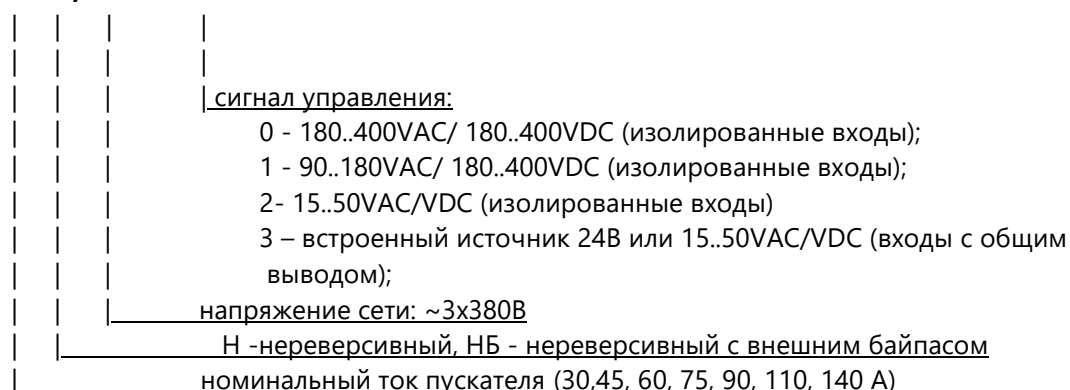 | сигнал управления:
0 - 180..400VAC/ 180..400VDC (изолированные входы);
1 - 90..180VAC/ 180..400VDC (изолированные входы);
2- 15..50VAC/VDC (изолированные входы)
3 – встроенный источник 24В или 15..50VAC/VDC (входы с общим
выводом);
напряжение сети: ~3х380В
Н -нереверсивный, НБ - нереверсивный с внешним байпасом
номинальный ток пускателя (30,45, 60, 75, 90, 110, 140 А)